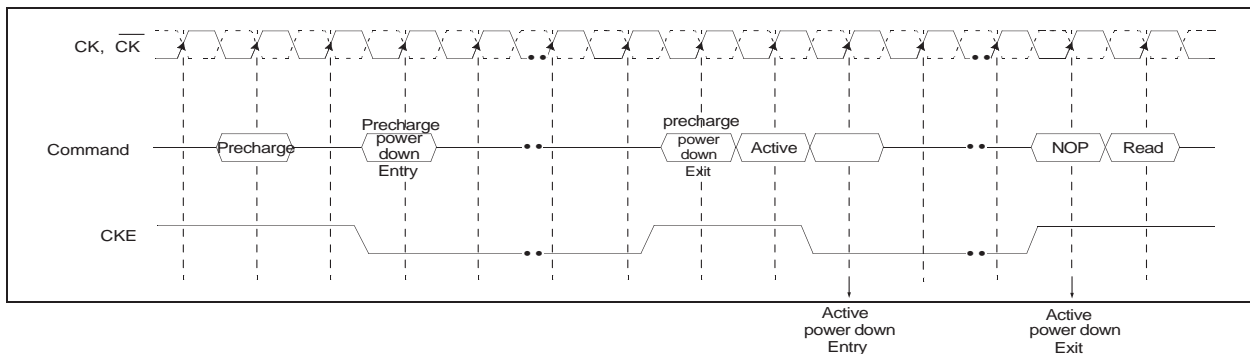 CK, CK
Command
Precharge
Precharge
power
down
Entry
precharge
power
down
Exit
Active
NOP
Read
CKE
Active
power down
Entry
Active
power down
Exit